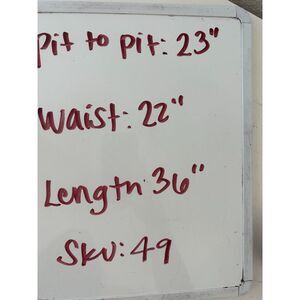 Pit to pit: 23"
Waist: 22"
Length: 36"
Sku: 49